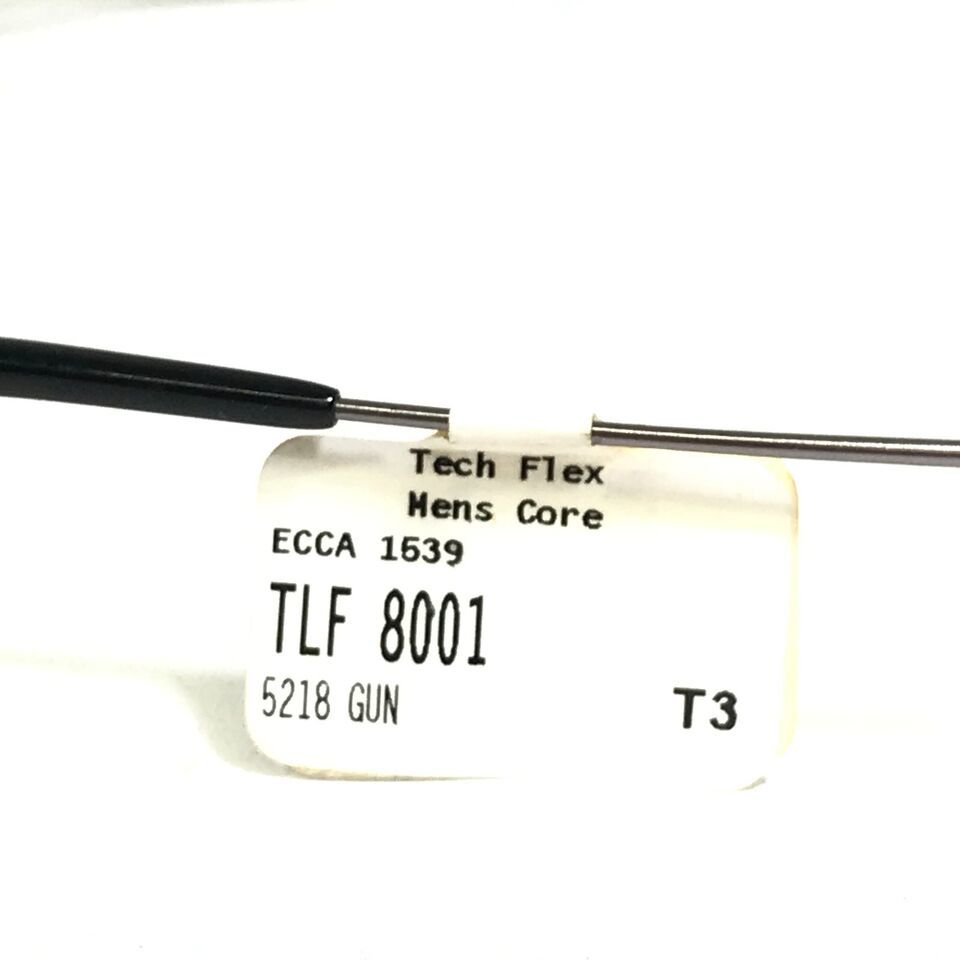 Tech Flex
Mens Core
ECCA 1539
TLF 8001
5218 GUN
T3